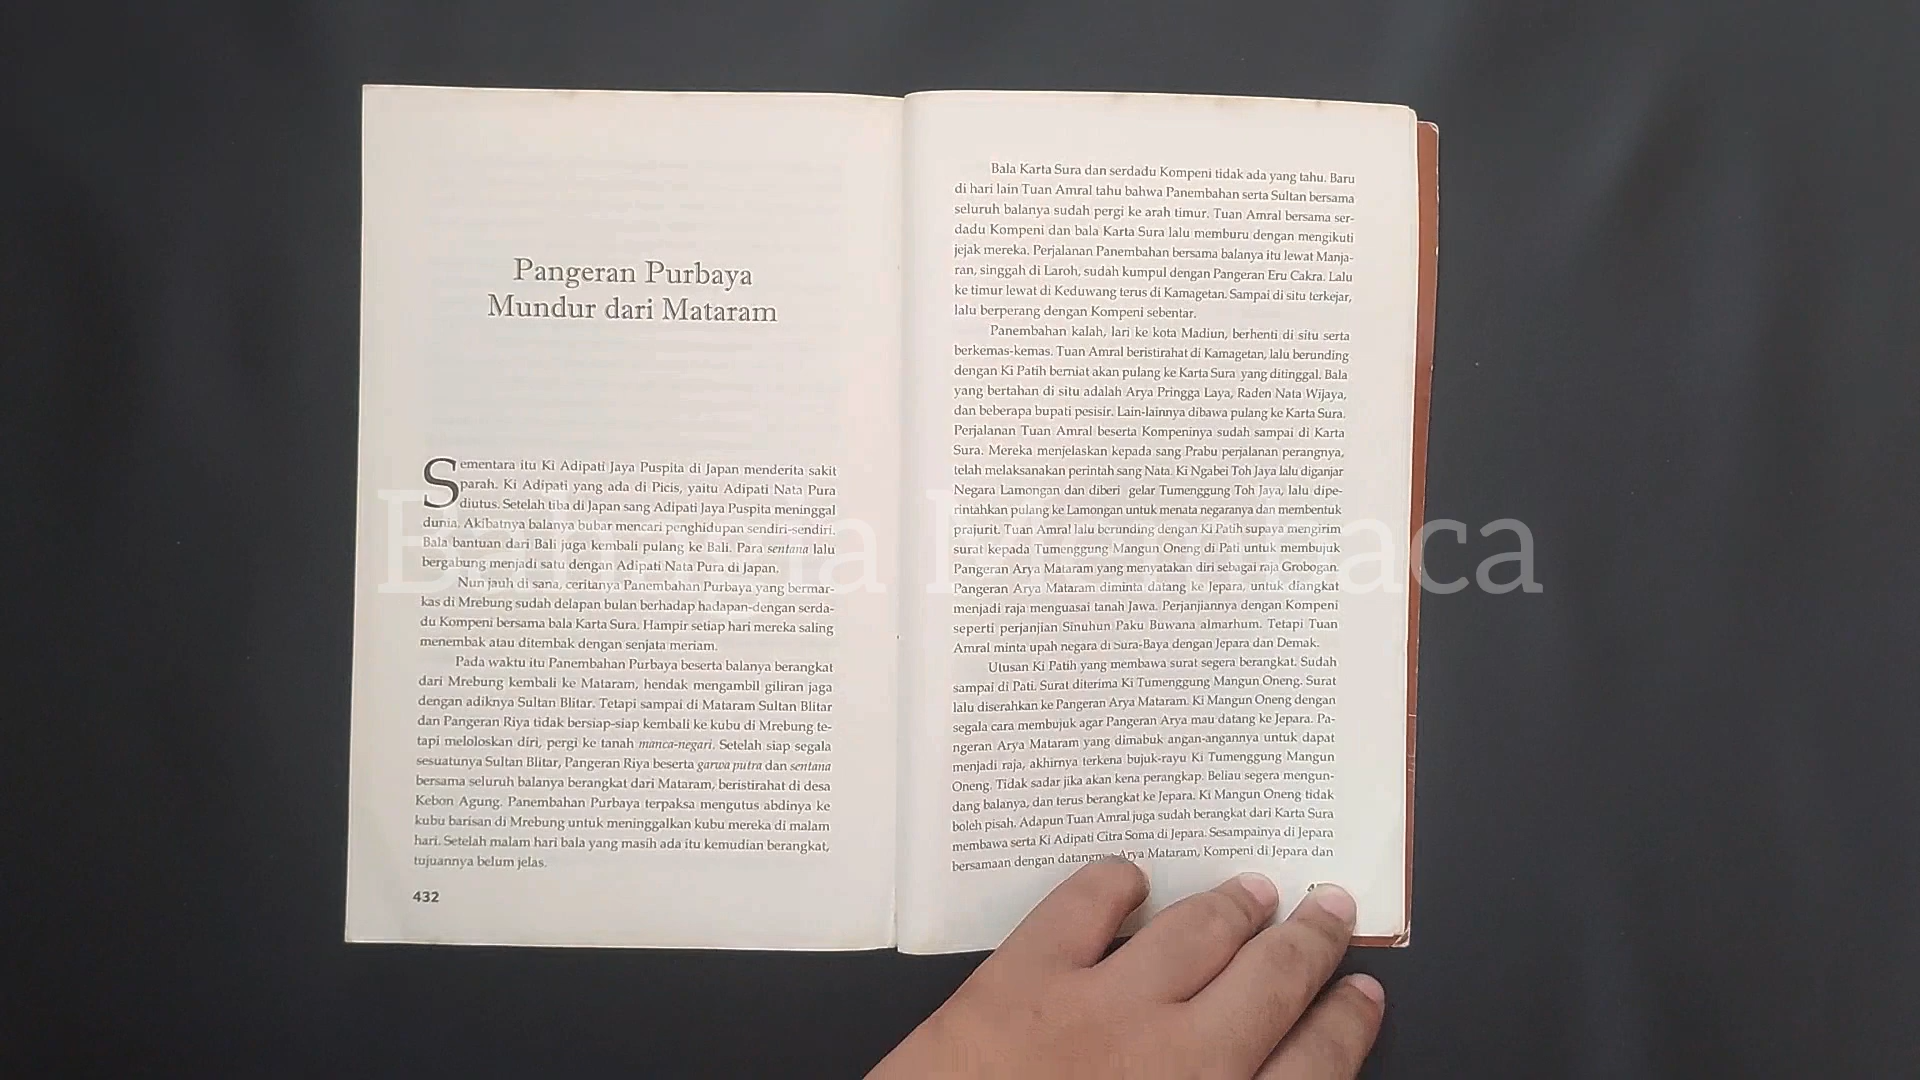 Pangeran Purbaya
Mundur dari Mataram
Sementara itu Ki Adipati Jaya Puspita di Japan menderita sakit
parah. Ki Adipati yang ada di Picis, yaitu Adipati Nata Pura
diutus. Setelah tiba di Japan sang Adipati Jaya Puspita meninggal
dunia. Akibatnya balanya bubar mencari penghidupan sendiri-sendiri.
Bala bantuan dari Bali juga kembali pulang ke Bali. Para sentana lalu
bergabung menjadi satu dengan Adipati Nata Pura di Japan.
Nun jauh di sana, ceritanya Panembahan Purbaya yang bermar-
kas di Mrebung sudah delapan bulan berhadap hadapan-dengan serda-
du Kompeni bersama bala Karta Sura. Hampir setiap hari mereka saling
menembak atau ditembak dengan senjata meriam.
Pada waktu itu Panembahan Purbaya beserta balanya berangkat
dari Mrebung kembali ke Mataram, hendak mengambil giliran jaga
dengan adiknya Sultan Blitar. Tetapi sampai di Mataram Sultan Blitar
dan Pangeran Riya tidak bersiap-siap kembali ke kubu di Mrebung te-
tapi meloloskan diri, pergi ke tanah manca-negari. Setelah siap segala
sesuatunya Sultan Blitar, Pangeran Riya beserta garwa putra dan sentana
bersama seluruh balanya berangkat dari Mataram, beristirahat di desa
Kebon Agung. Panembahan Purbaya terpaksa mengutus abdinya ke
kubu barisan di Mrebung untuk meninggalkan kubu mereka di malam
hari. Setelah malam hari bala yang masih ada itu kemudian berangkat,
tujuannya belum jelas.
432
Bala Karta Sura dan serdadu Kompeni tidak ada yang tahu. Baru
di hari lain Tuan Amral tahu bahwa Panembahan serta Sultan bersama
seluruh balanya sudah pergi ke arah timur. Tuan Amral bersama ser-
dadu Kompeni dan bala Karta Sura lalu memburu dengan mengikuti
jejak mereka. Perjalanan Panembahan bersama balanya itu lewat Manja-
ran, singgah di Laroh, sudah kumpul dengan Pangeran Eru Cakra. Lalu
ke timur lewat di Keduwang terus di Kamagetan. Sampai di situ terkejar,
lalu berperang dengan Kompeni sebentar.
Panembahan kalah, lari ke kota Madiun, berhenti di situ serta
berkemas-kemas. Tuan Amral beristirahat di Kamagetan, lalu berunding
dengan Ki Patih berniat akan pulang ke Karta Sura yang ditinggal. Bala
yang bertahan di situ adalah Arya Pringga Laya, Raden Nata Wijaya,
dan beberapa bupati pesisir. Lain-lainnya dibawa pulang ke Karta Sura.
Perjalanan Tuan Amral beserta Kompeninya sudah sampai di Karta
Sura. Mereka menjelaskan kepada sang Prabu perjalanan perangnya,
telah melaksanakan perintah sang Nata. Ki Ngabei Toh Jaya lalu diganjar
Negara Lamongan dan diberi gelar Tumenggung Toh Jaya, lalu dipe-
rintahkan pulang ke Lamongan untuk menata negaranya dan membentuk
prajurit. Tuan Amral lalu berunding dengan Ki Patih supaya mengirim
surat kepada Tumenggung Mangun Oneng di Pati untuk membujuk
Pangeran Arya Mataram yang menyatakan diri sebagai raja Grobogan.
Pangeran Arya Mataram diminta datang ke Jepara, untuk diangkat
menjadi raja menguasai tanah Jawa. Perjanjiannya dengan Kompeni
seperti perjanjian Sinuhun Paku Buwana almarhum. Tetapi Tuan
Amral minta upah negara di Sura-Baya dengan Jepara dan Demak.
Utusan Ki Patih yang membawa surat segera berangkat. Sudah
sampai di Pati. Surat diterima Ki Tumenggung Mangun Oneng. Surat
lalu diserahkan ke Pangeran Arya Mataram. Ki Mangun Oneng dengan
segala cara membujuk agar Pangeran Arya mau datang ke Jepara. Pa-
ngeran Arya Mataram yang dimabuk angan-angannya untuk dapat
menjadi raja, akhirnya terkena bujuk-rayu Ki Tumenggung Mangun
Oneng. Tidak sadar jika akan kena perangkap. Beliau segera mengun-
dang balanya, dan terus berangkat ke Jepara. Ki Mangun Oneng tidak
boleh pisah. Adapun Tuan Amral juga sudah berangkat dari Karta Sura
membawa serta Ki Adipati Citra Soma di Jepara. Sesampainya di Jepara
bersamaan dengan Arya Mataram, Kompeni di Jepara dan
Membaca